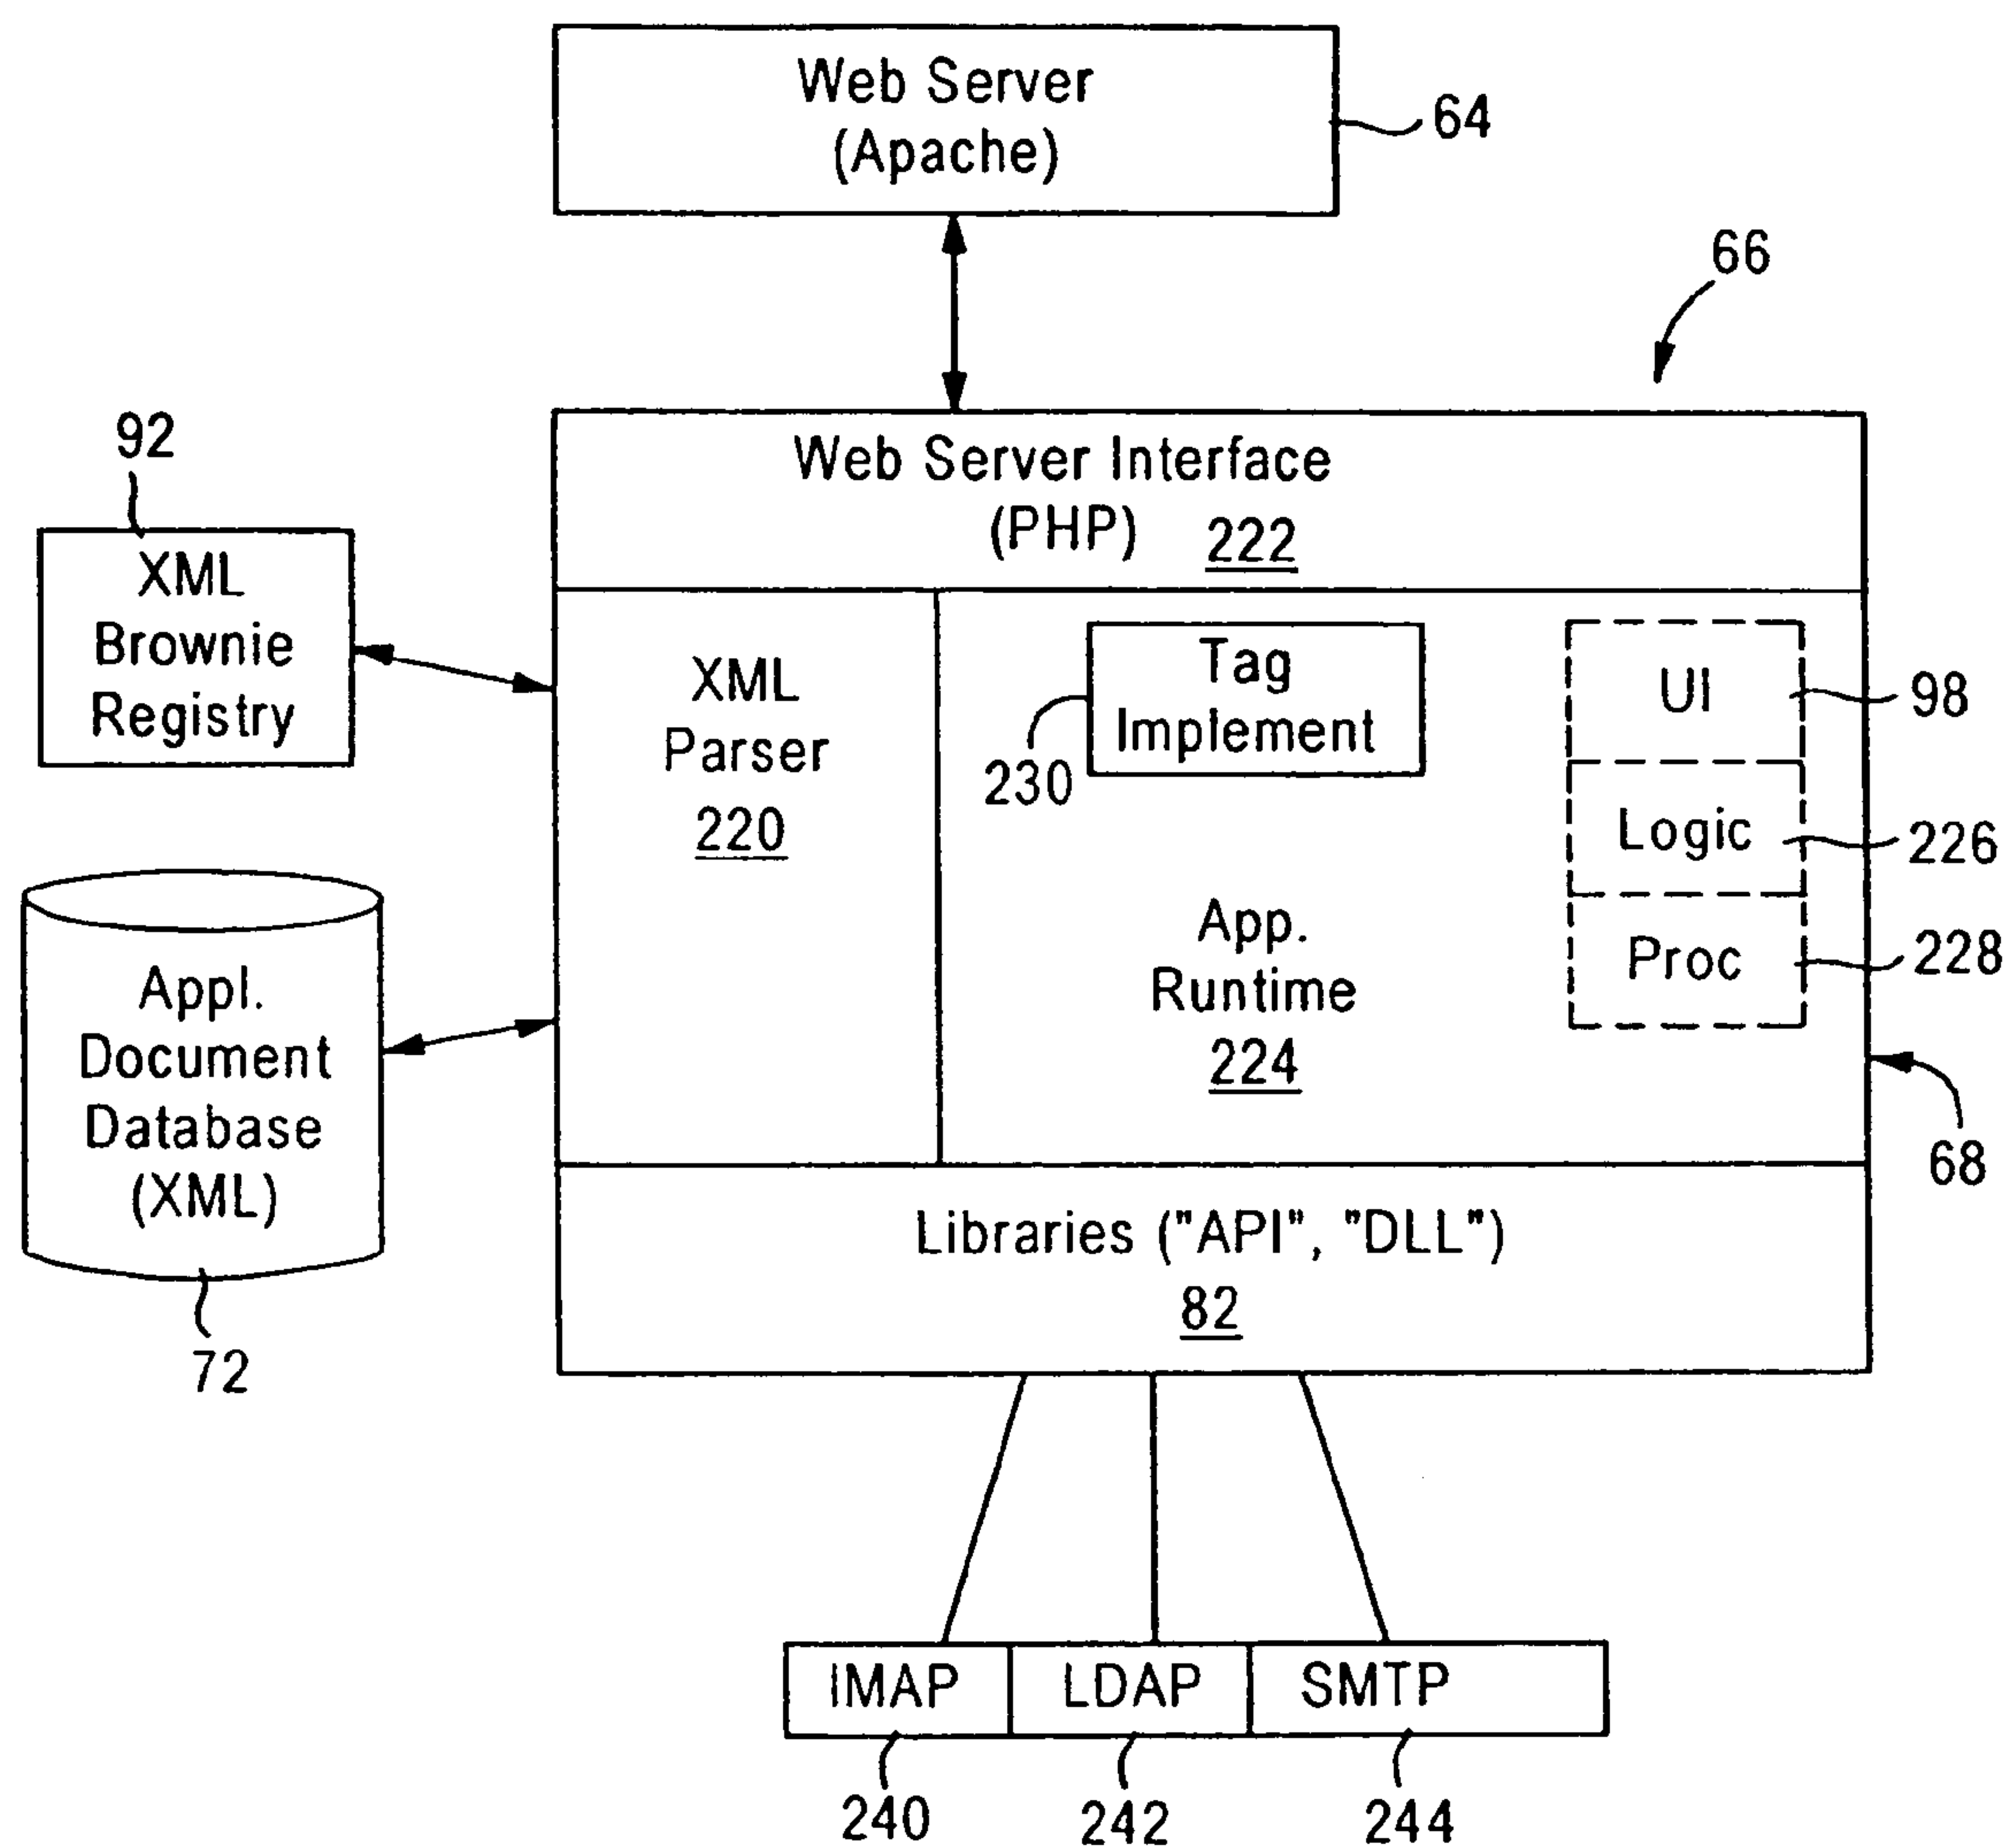 Web Server
(Apache)
64
66
Web Server Interface
(PHP) 222
92
XML
Brownie
Registry
XML
Parser
220
Tag
Implement
230
UI
98
Logic
226
Proc
228
App.
Runtime
224
68
Appl.
Document
Database
(XML)
72
Libraries ("API", "DLL")
82
IMAP
LDAP
SMTP
240
242
244